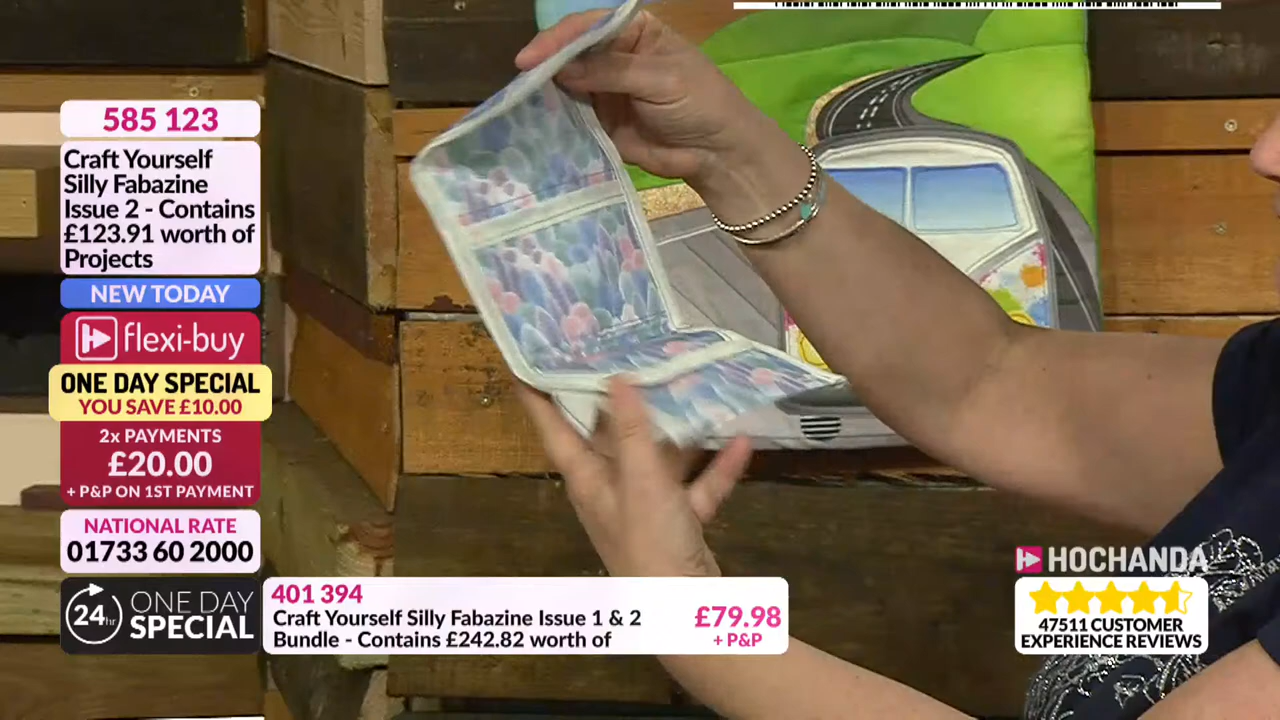 585 123
Craft Yourself
Silly Fabazine
Issue 2 - Contains
£123.91 worth of
Projects
NEW TODAY
flexi-buy
ONE DAY SPECIAL
YOU SAVE £10.00
2x PAYMENTS
£20.00
+ P&P ON 1ST PAYMENT
NATIONAL RATE
01733 60 2000
24hr
ONE DAY
SPECIAL
401 394
Craft Yourself Silly Fabazine Issue 1 & 2
Bundle - Contains £242.82 worth of
£79.98
+ P&P
HOCHANDA
47511 CUSTOMER
EXPERIENCE REVIEWS